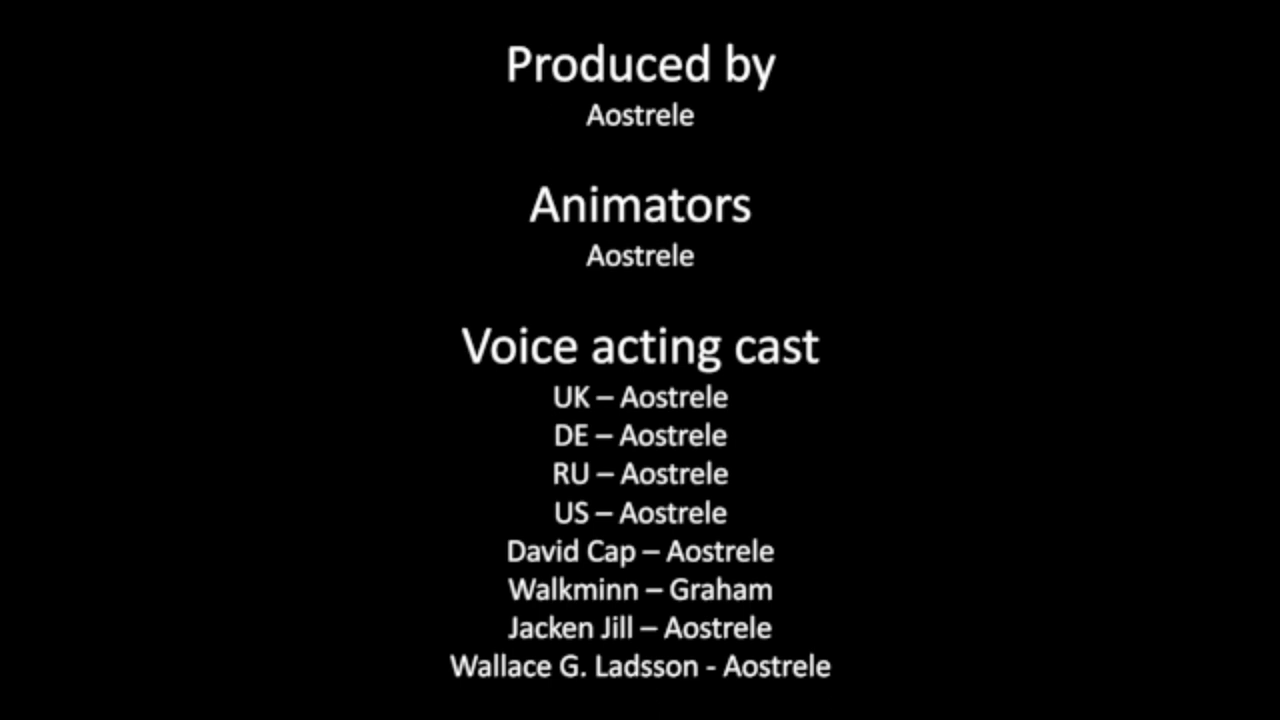 Produced by
Aostrele
Animators
Aostrele
Voice acting cast
UK – Aostrele
DE – Aostrele
RU – Aostrele
US – Aostrele
David Cap – Aostrele
Walkminn – Graham
Jacken Jill – Aostrele
Wallace G. Ladsson - Aostrele